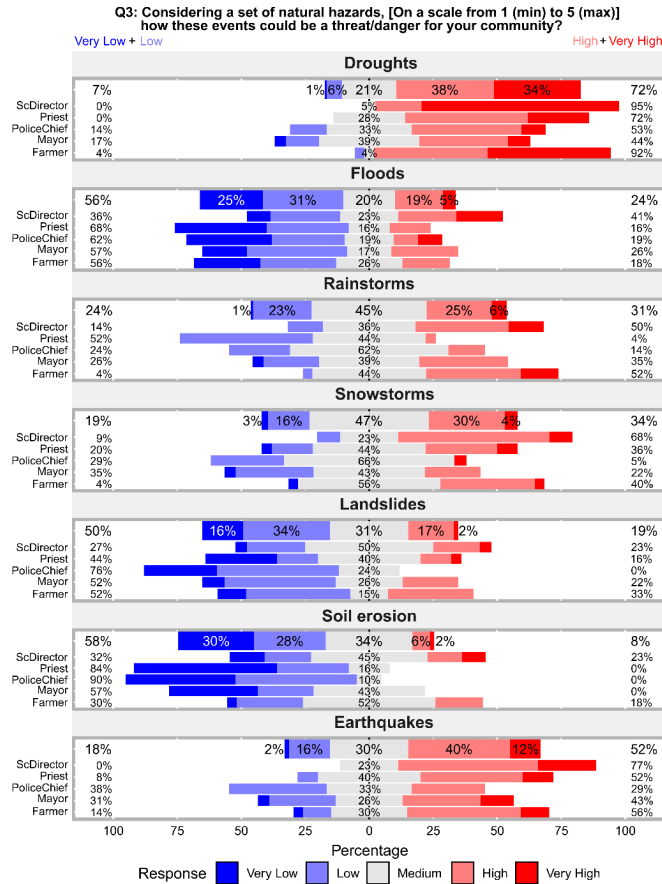 Q3: Considering a set of natural hazards, [On a scale from 1 (min) to 5 (max)]
how these events could be a threat/danger for your community?
Very Low + Low High + Very High
Droughts
7% 1% 6% 21% 38% 34% 72%
ScDirector 0% 5% 95%
Priest 0% 28% 72%
PoliceChief 14% 33% 53%
Mayor 17% 39% 44%
Farmer 4% 4% 92%
Floods
56% 25% 31% 20% 19% 5% 24%
ScDirector 36% 23% 41%
Priest 68% 16% 16%
PoliceChief 62% 19% 19%
Mayor 57% 17% 26%
Farmer 56% 26% 18%
Rainstorms
24% 1% 23% 45% 25% 6% 31%
ScDirector 14% 36% 50%
Priest 52% 44% 4%
PoliceChief 24% 62% 14%
Mayor 26% 39% 35%
Farmer 4% 44% 52%
Snowstorms
19% 3% 16% 47% 30% 4% 34%
ScDirector 9% 23% 68%
Priest 20% 44% 36%
PoliceChief 29% 66% 5%
Mayor 35% 43% 22%
Farmer 4% 56% 40%
Landslides
50% 16% 34% 31% 17% 2% 19%
ScDirector 27% 50% 23%
Priest 44% 40% 16%
PoliceChief 76% 24% 0%
Mayor 52% 26% 22%
Farmer 52% 15% 33%
Soil erosion
58% 30% 28% 34% 6% 2% 8%
ScDirector 32% 45% 23%
Priest 84% 16% 0%
PoliceChief 90% 10% 0%
Mayor 57% 43% 0%
Farmer 30% 52% 18%
Earthquakes
18% 2% 16% 30% 40% 12% 52%
ScDirector 0% 23% 77%
Priest 8% 40% 52%
PoliceChief 38% 33% 29%
Mayor 31% 26% 43%
Farmer 14% 30% 56%
100 75 50 25 0 25 50 75 100
Percentage
Response Very Low Low Medium High Very High